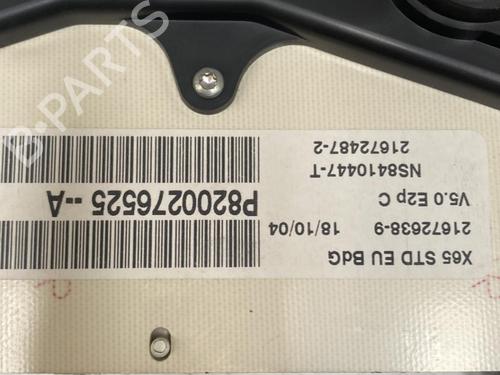 X65 STD EU BdG
21672638-9 18/10/04
V5.0 E2p C
NS8410447-T
21672487-2
P8200276525 --A
B-PARTS